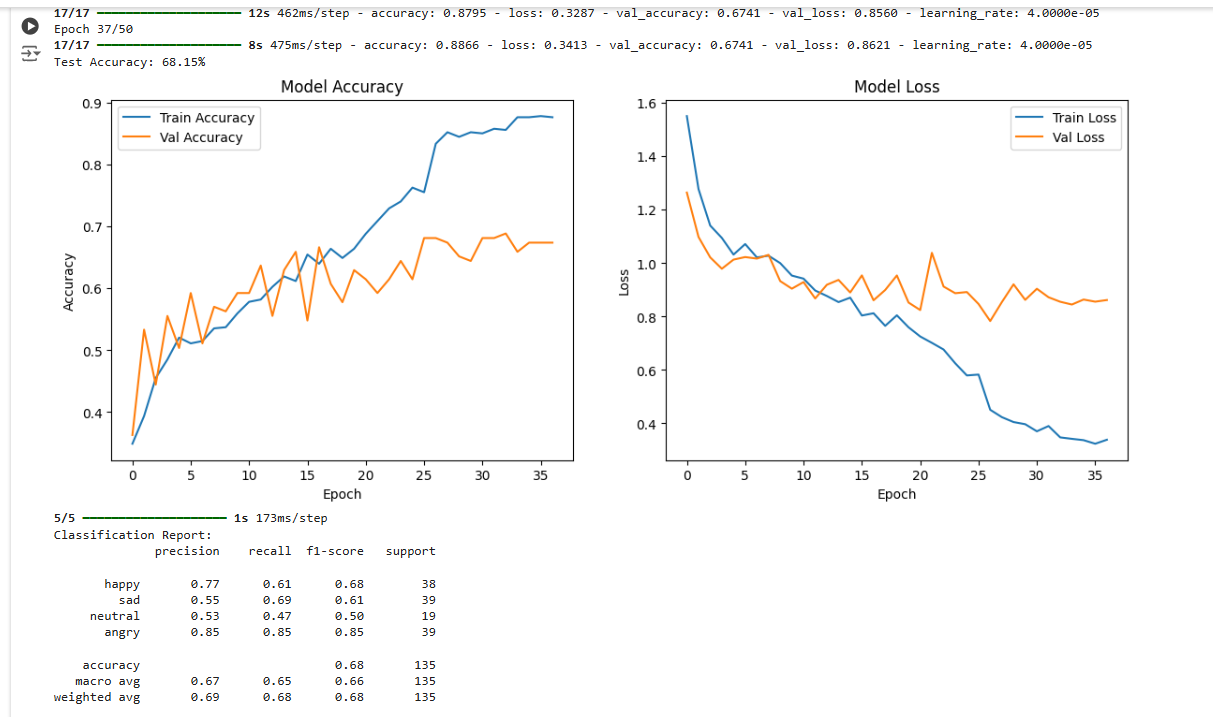 17/17 ━━━━━━━━━━━━━━━━━━━━ 12s 462ms/step - accuracy: 0.8795 - loss: 0.3287 - val_accuracy: 0.6741 - val_loss: 0.8560 - learning_rate: 4.0000e-05
Epoch 37/50
17/17 ━━━━━━━━━━━━━━━━━━━━ 8s 475ms/step - accuracy: 0.8866 - loss: 0.3413 - val_accuracy: 0.6741 - val_loss: 0.8621 - learning_rate: 4.0000e-05
Test Accuracy: 68.15%
Model Accuracy
Train Accuracy
Val Accuracy
0.9
0.8
0.7
0.6
0.5
0.4
Accuracy
0 5 10 15 20 25 30 35
Epoch
Model Loss
Train Loss
Val Loss
1.6
1.4
1.2
1.0
0.8
0.6
0.4
Loss
0 5 10 15 20 25 30 35
Epoch
5/5 ━━━━━━━━━━━━━━━━━━━━ 1s 173ms/step
Classification Report:
precision recall f1-score support
happy 0.77 0.61 0.68 38
sad 0.55 0.69 0.61 39
neutral 0.53 0.47 0.50 19
angry 0.85 0.85 0.85 39
accuracy 0.68 135
macro avg 0.67 0.65 0.66 135
weighted avg 0.69 0.68 0.68 135